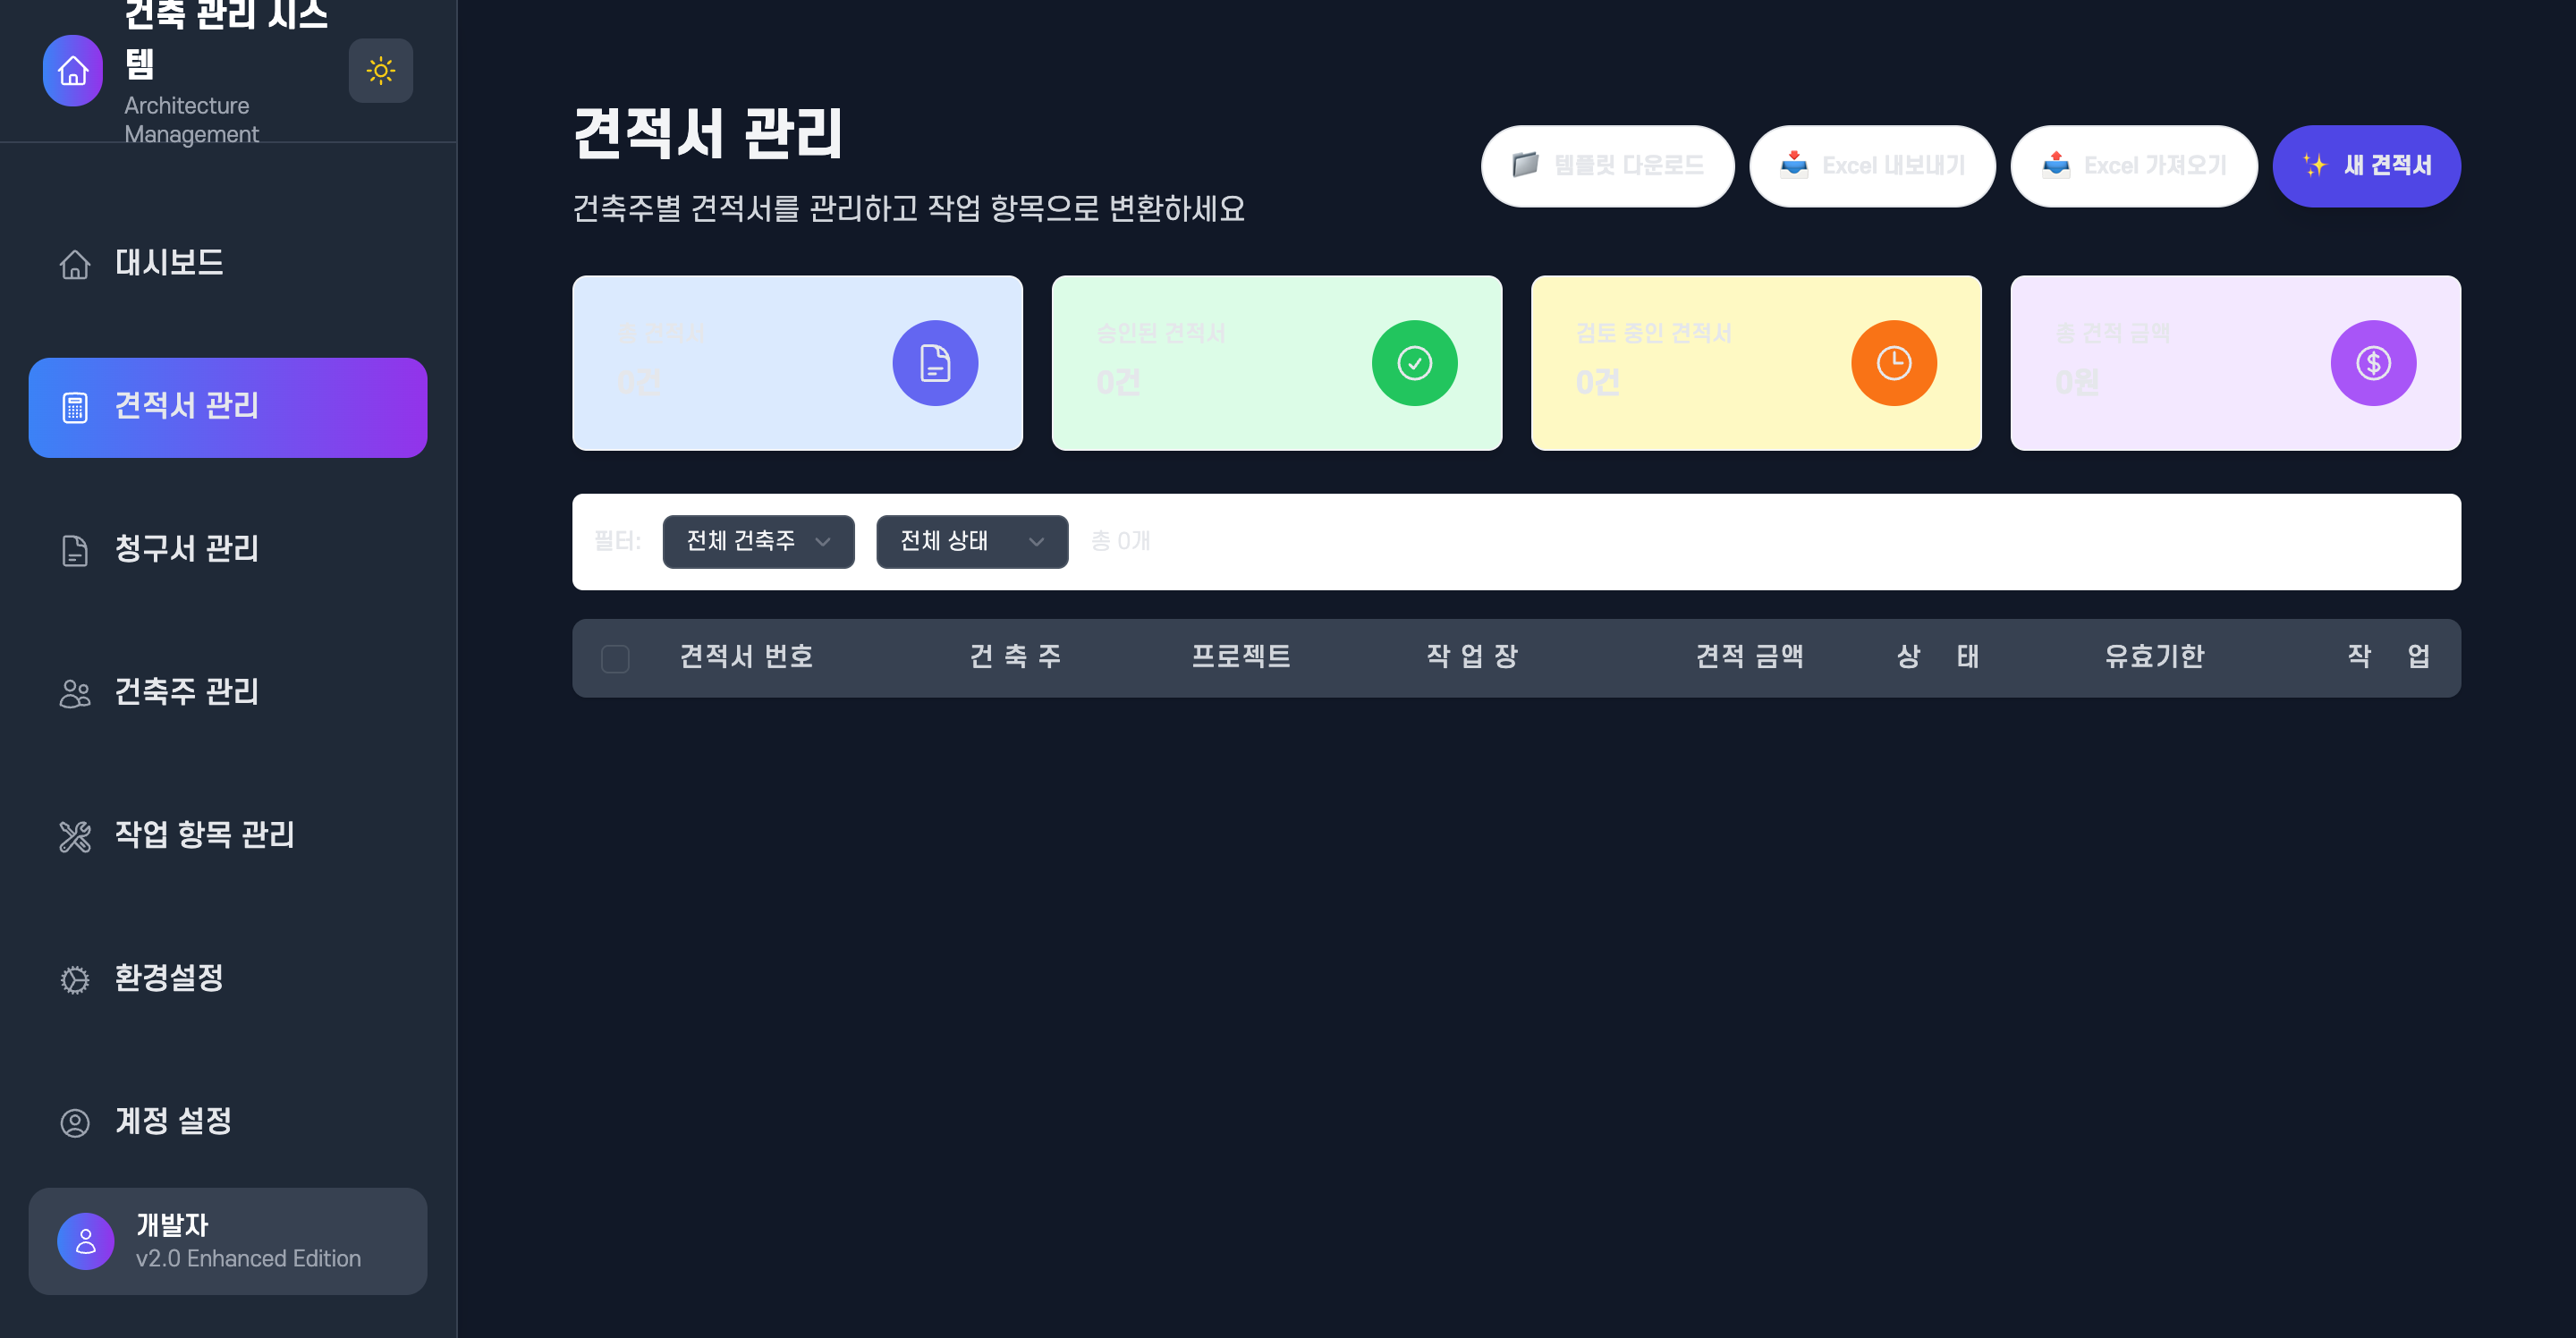 건축 관리 시스
템
Architecture
Management
대시보드
견적서 관리
청구서 관리
건축주 관리
작업 항목 관리
환경설정
계정 설정
개발자
v2.0 Enhanced Edition
견적서 관리
건축주별 견적서를 관리하고 작업 항목으로 변환하세요
템플릿 다운로드
Excel 내보내기
Excel 가져오기
새 견적서
총 견적서
0건
승인된 견적서
0건
검토 중인 견적서
0건
총 견적 금액
0원
필터: 전체 건축주 전체 상태 총 0개
견적서 번호 건 축 주 프로젝트 작 업 장 견적 금액 상 태 유효기한 작 업